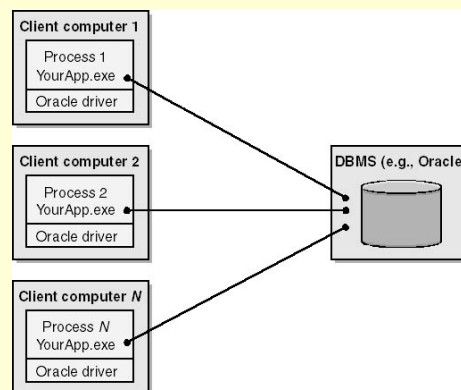 Client computer 1
Process 1
YourApp.exe
Oracle driver
Client computer 2
Process 2
YourApp.exe
Oracle driver
DBMS (e.g., Oracle
Client computer N
Process N
YourApp.exe
Oracle driver